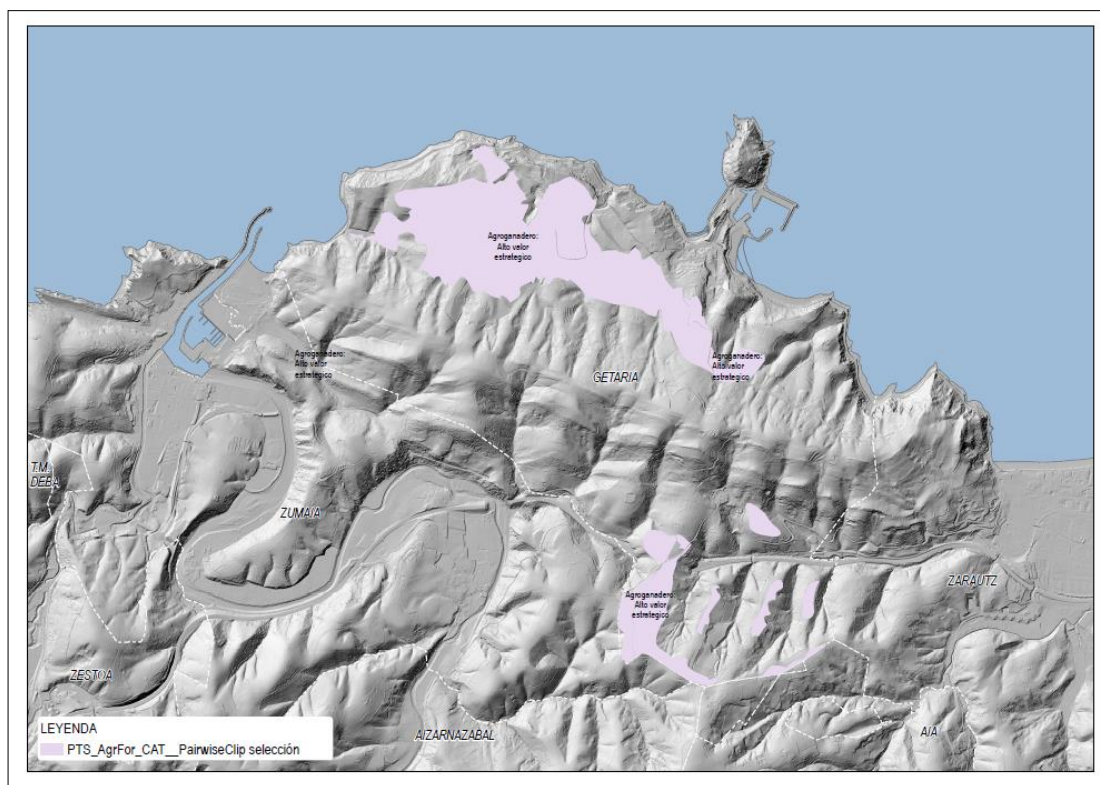 Agroganadero:
Alto valor
estrategico
Agroganadero:
Alto valor
estrategico
Agroganadero:
Alto valor
estrategico
GETARIA
T.M.
DEBA
ZUMAIA
ZARAUTZ
Agroganadero:
Alto valor
estrategico
ZESTOA
AIZARNAZABAL
AIA
LEYENDA
PTS_AgrFor_CAT__PairwiseClip selección